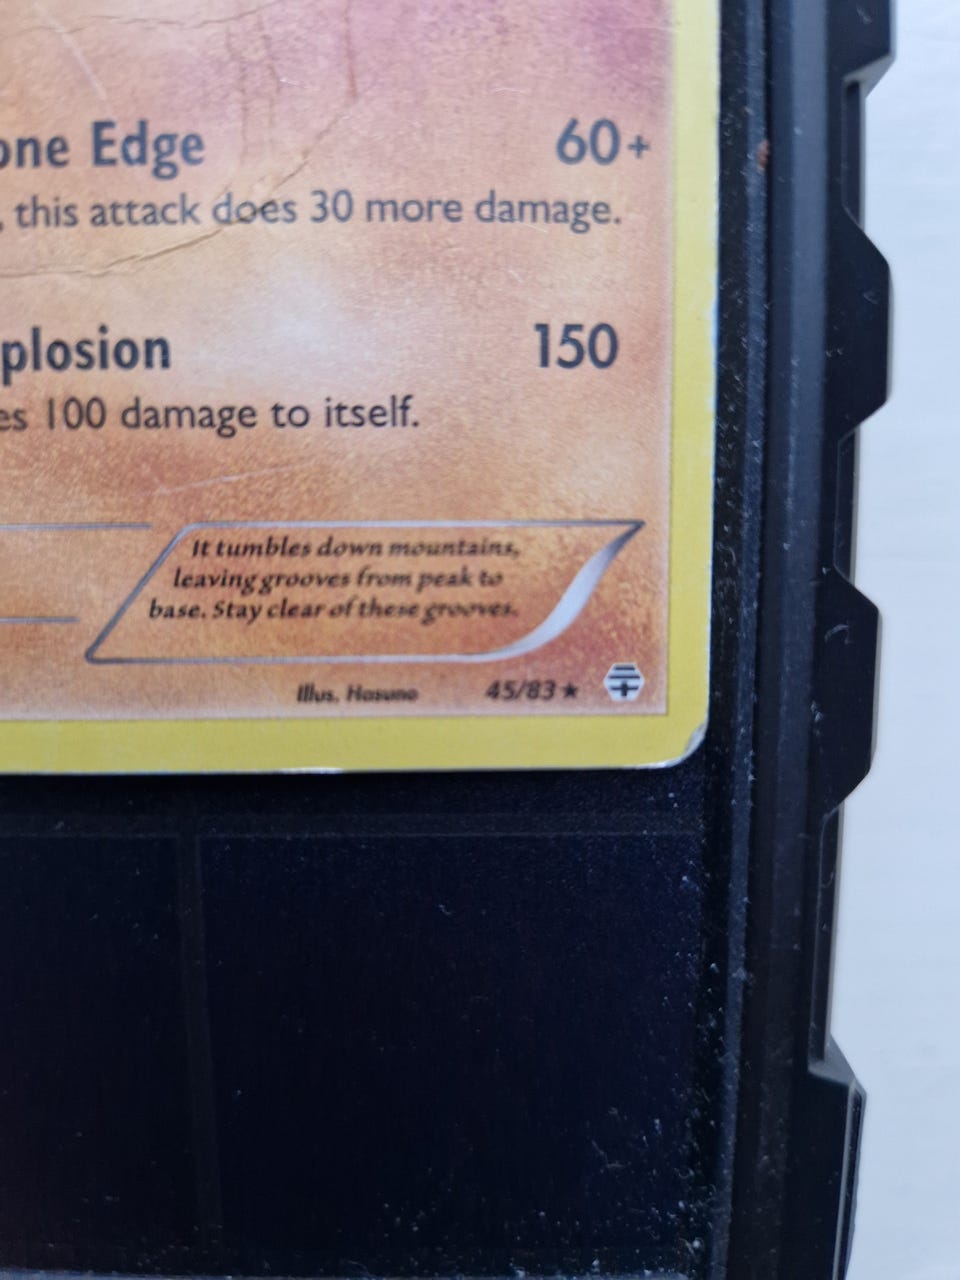 one Edge 60+
, this attack does 30 more damage.
plosion 150
es 100 damage to itself.
It tumbles down mountains,
leaving grooves from peak to
base. Stay clear of these grooves.
Illus. Hasuno 45/83 ★